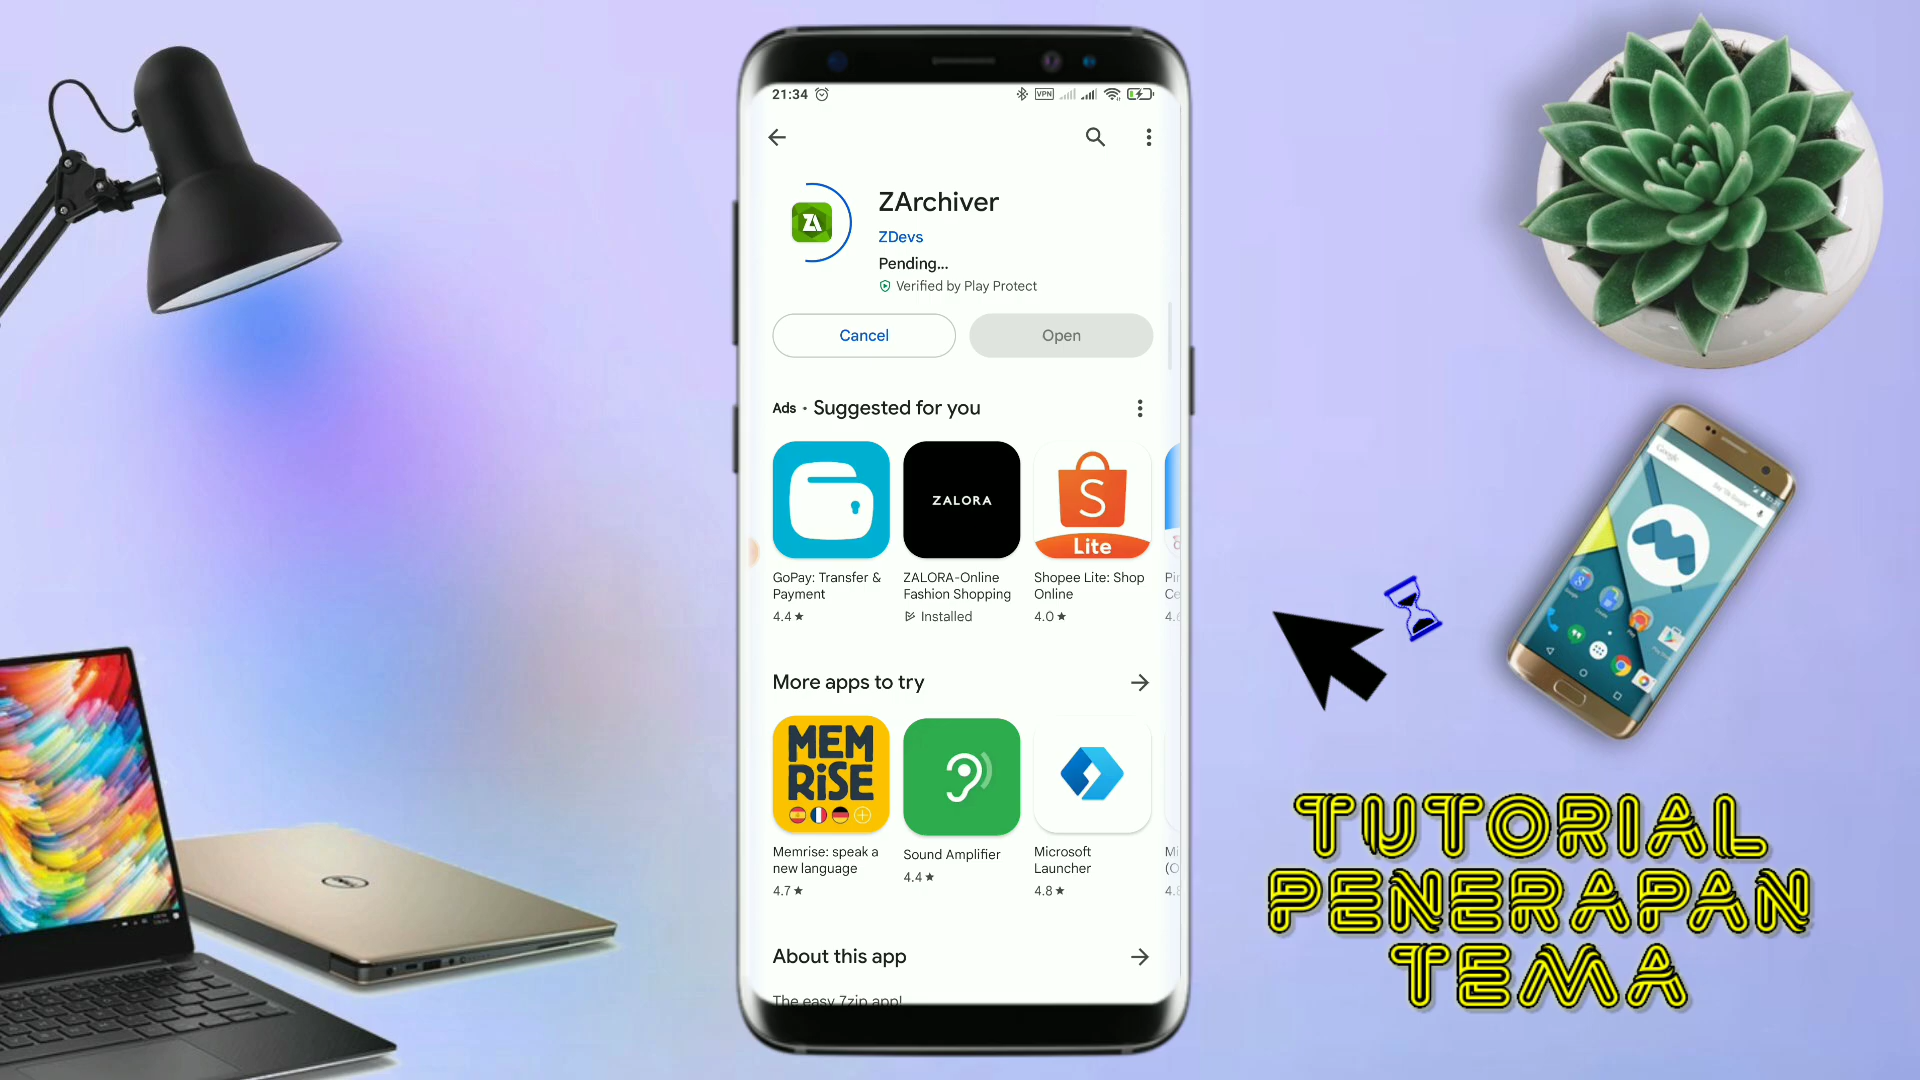 21:34
VPN
ZArchiver
ZDevs
Pending...
Verified by Play Protect
Cancel
Open
Ads • Suggested for you
ZALORA
S
Lite
GoPay: Transfer &
Payment
ZALORA-Online
Fashion Shopping
Shopee Lite: Shop
Online
4.4 ★
Installed
4.0 ★
More apps to try
MEM
RiSE
Memrise: speak a
new language
Sound Amplifier
Microsoft
Launcher
4.7 ★
4.4 ★
4.8 ★
About this app
The easy 7zip app!
Google
DELL
TUTORIAL
PENERAPAN
TEMA